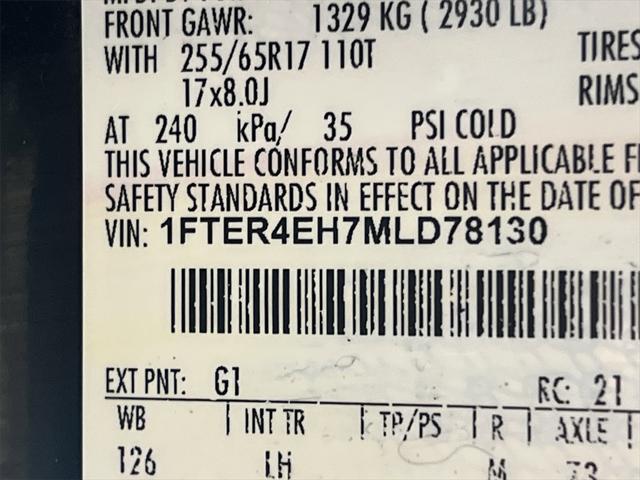 FRONT GAWR: 1329 KG ( 2930 LB)
WITH 255/65R17 110T TIRES
17x8.0J RIMS
AT 240 kPa/ 35 PSI COLD
THIS VEHICLE CONFORMS TO ALL APPLICABLE
SAFETY STANDARDS IN EFFECT ON THE DATE OF
VIN: 1FTER4EH7MLD78130
EXT PNT: G1 RC: 21
WB | INT TR | TP/PS | R | AXLE
126 LH M 73